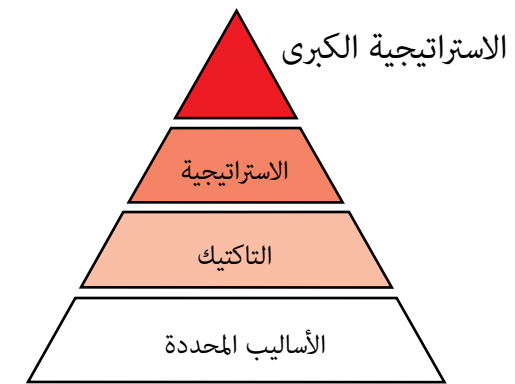 الاستراتيجية الكبرى
الاستراتيجية
التاكتيك
الأساليب المحددة